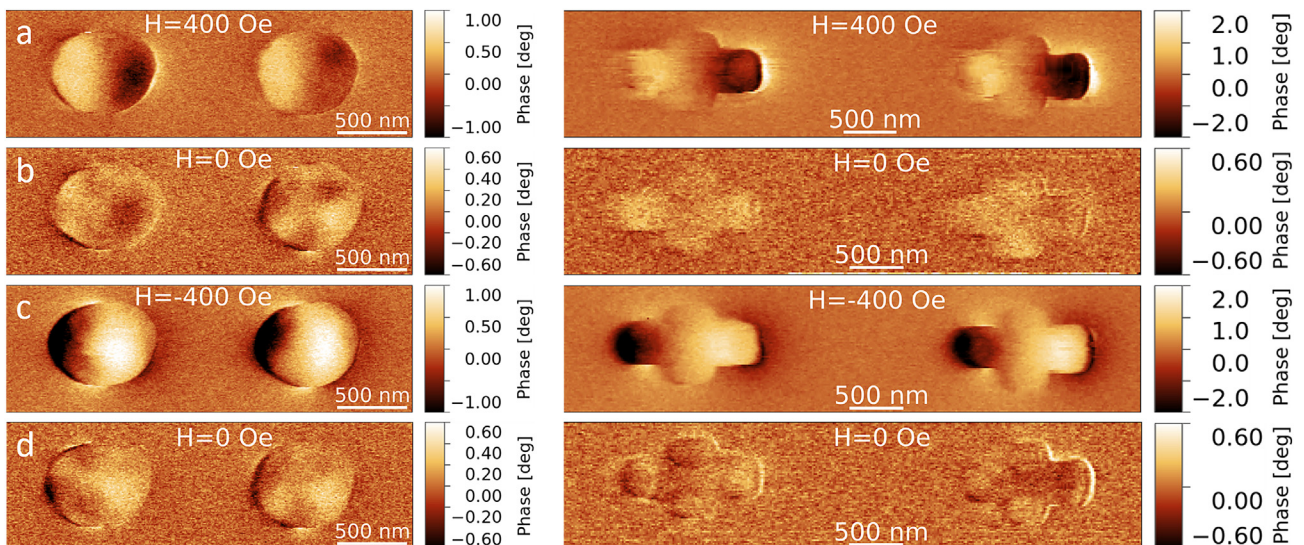 a
H=400 Oe
500 nm
1.00
0.50
0.00
−1.00
Phase [deg]
H=400 Oe
500 nm
2.0
1.0
0.0
−2.0
Phase [deg]
b
H=0 Oe
500 nm
0.60
0.40
0.20
0.00
−0.20
−0.60
Phase [deg]
H=0 Oe
500 nm
0.60
0.00
−0.60
Phase [deg]
c
H=-400 Oe
500 nm
1.00
0.50
0.00
−1.00
Phase [deg]
H=-400 Oe
500 nm
2.0
1.0
0.0
−2.0
Phase [deg]
d
H=0 Oe
500 nm
0.60
0.40
0.20
0.00
−0.20
−0.60
Phase [deg]
H=0 Oe
500 nm
0.60
0.00
−0.60
Phase [deg]